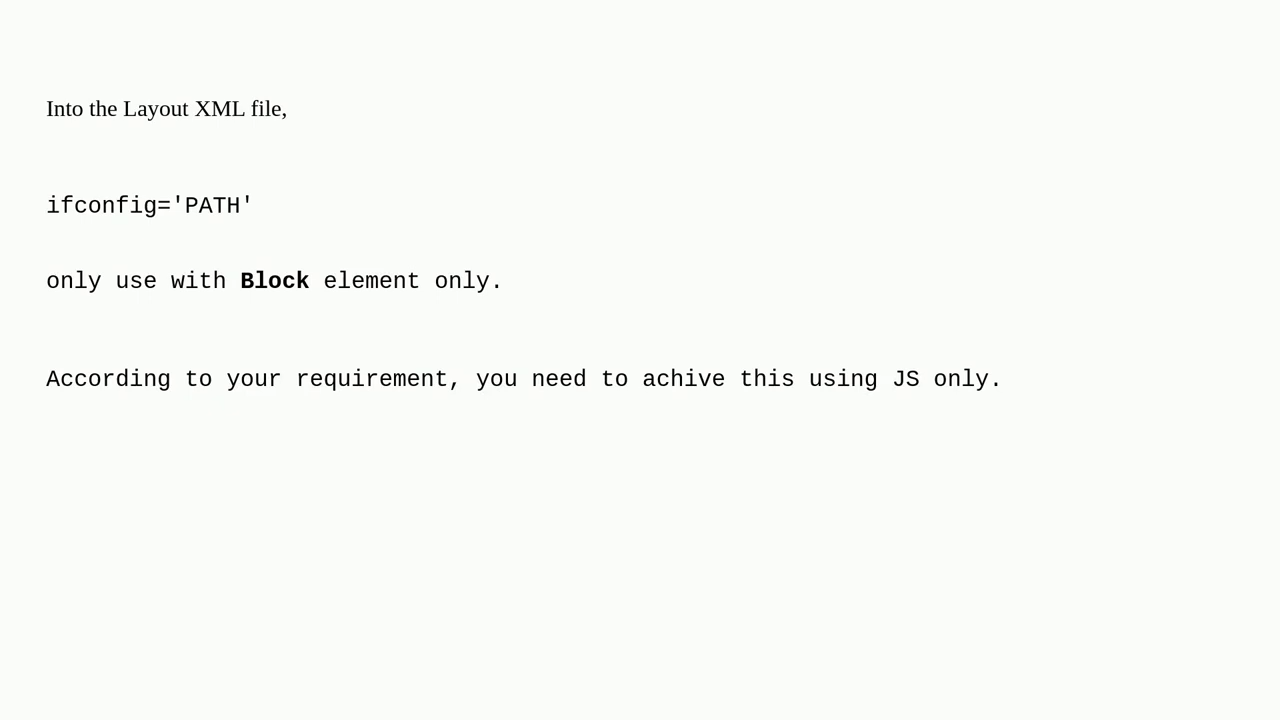 Into the Layout XML file,
ifconfig='PATH'
only use with Block element only.
According to your requirement, you need to achive this using JS only.